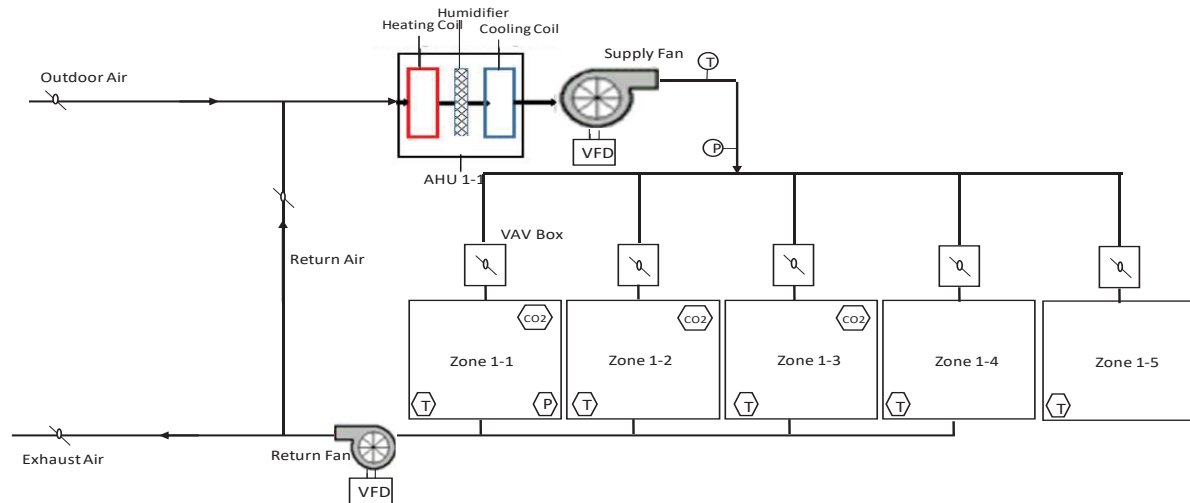 Humidifier
Heating Coil
Cooling Coil
Supply Fan
T
Outdoor Air
VFD
P
AHU 1-1
VAV Box
Return Air
CO2
CO2
CO2
Zone 1-1
Zone 1-2
Zone 1-3
Zone 1-4
Zone 1-5
T
P
T
T
T
T
Exhaust Air
Return Fan
VFD